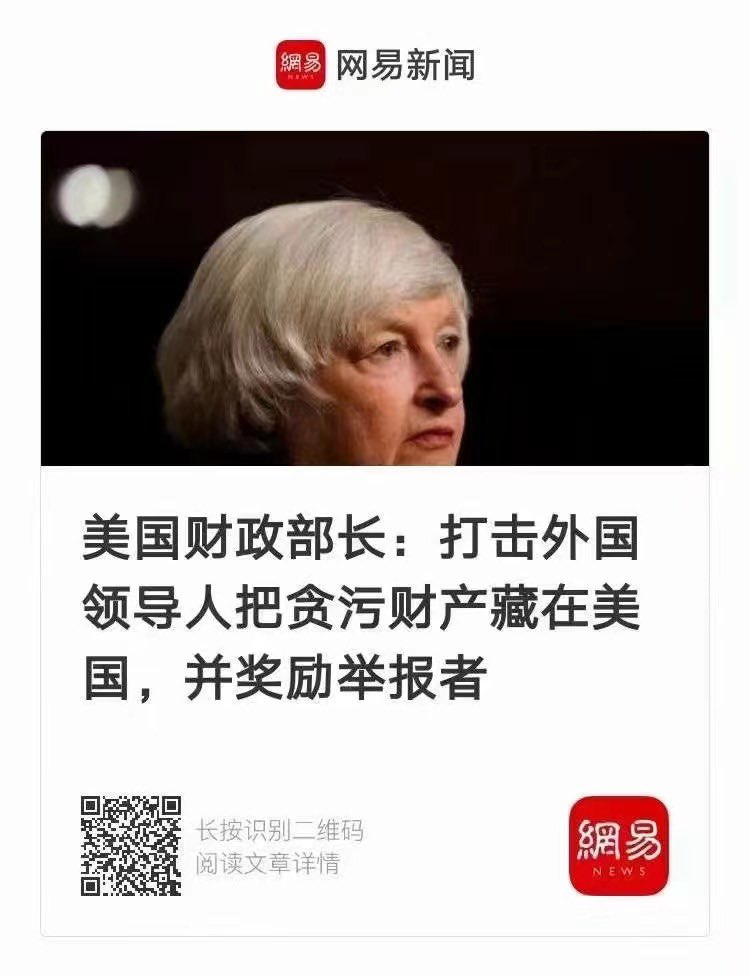 網易
NEWS
网易新闻
美国财政部长：打击外国
领导人把贪污财产藏在美
国，并奖励举报者
长按识别二维码
阅读文章详情
網易
NEWS